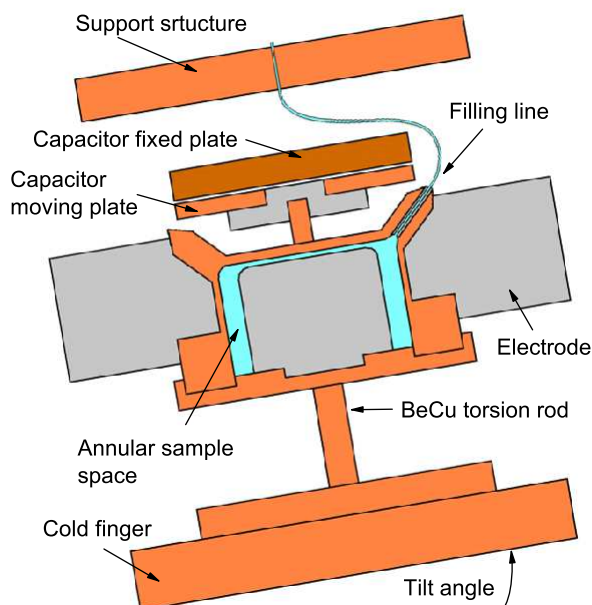 Support srtucture
Filling line
Capacitor fixed plate
Capacitor
moving plate
Electrode
BeCu torsion rod
Annular sample
space
Cold finger
Tilt angle